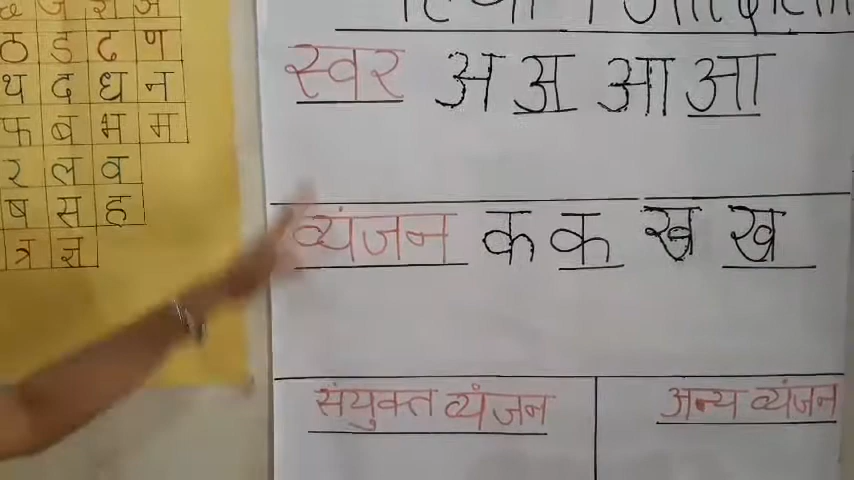 ठ ड ढ ण
थ द ध न
फ ब भ म
र ल व
ष स ह
त्र ज्ञ
स्वर अ अ आ आ
व्यंजन क क ख ख
संयुक्त व्यंजन
अन्य व्यंजन